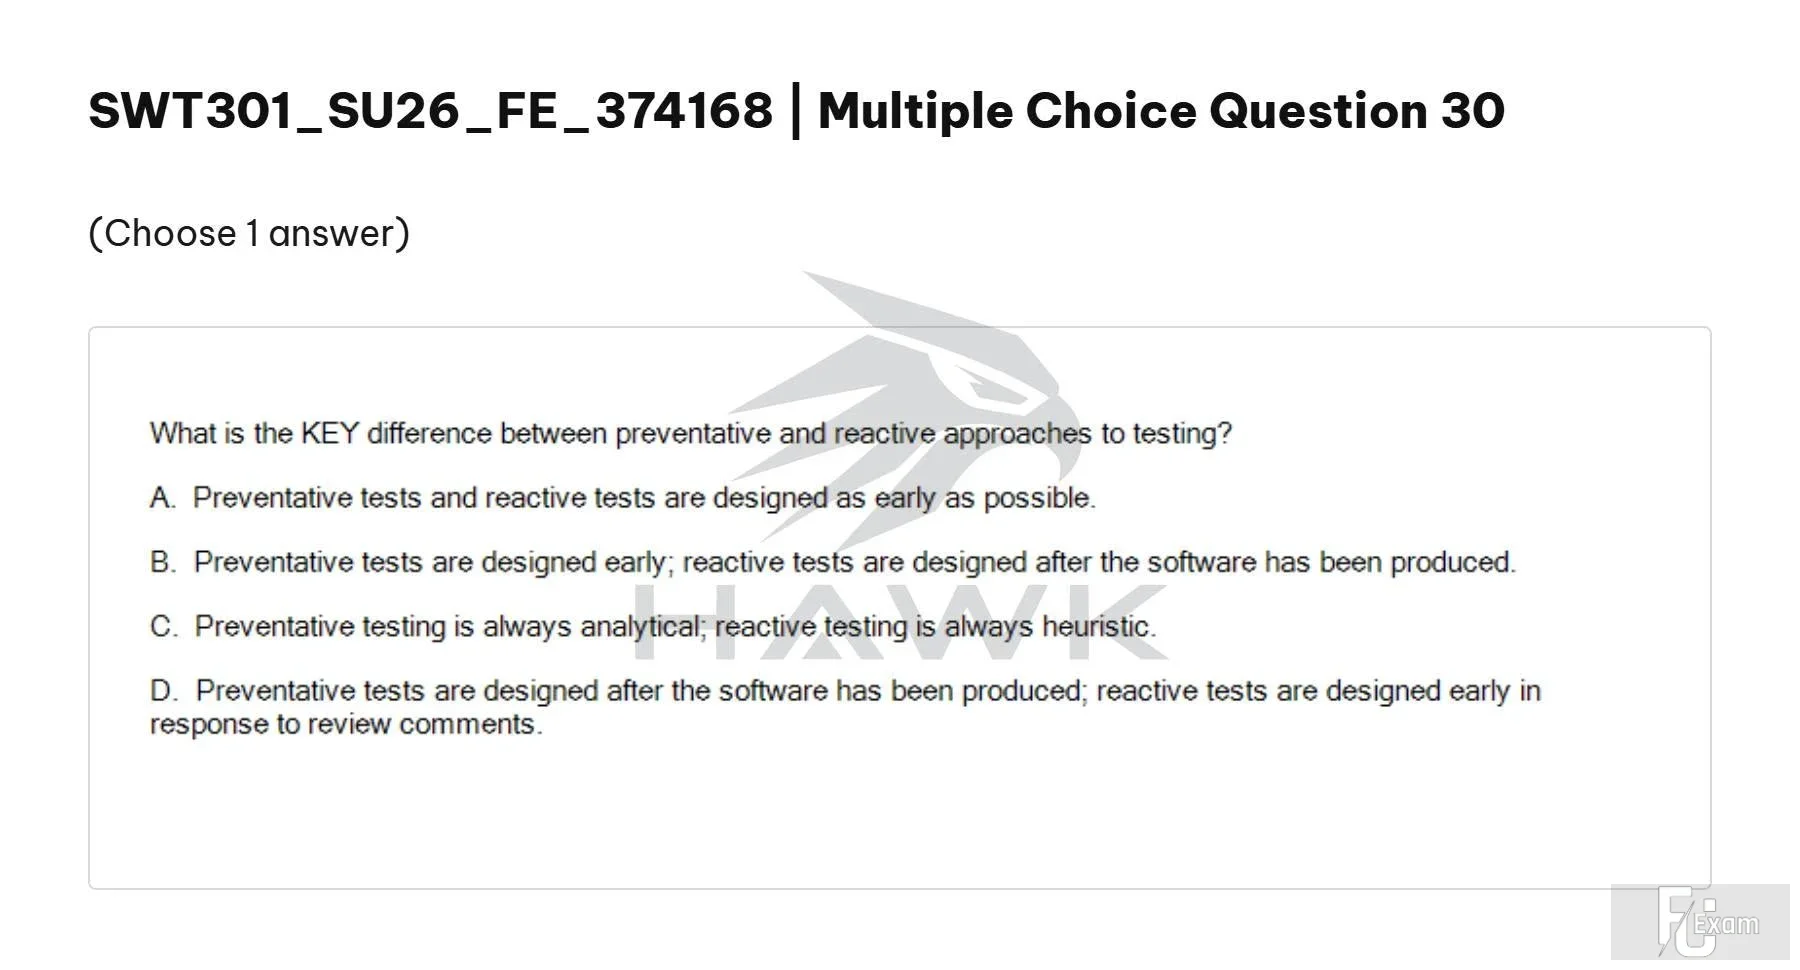 SWT301_SU26_FE_374168 | Multiple Choice Question 30
(Choose 1 answer)
What is the KEY difference between preventative and reactive approaches to testing?
A. Preventative tests and reactive tests are designed as early as possible.
B. Preventative tests are designed early; reactive tests are designed after the software has been produced.
HAWK
C. Preventative testing is always analytical; reactive testing is always heuristic.
D. Preventative tests are designed after the software has been produced; reactive tests are designed early in
response to review comments.
FU Exam